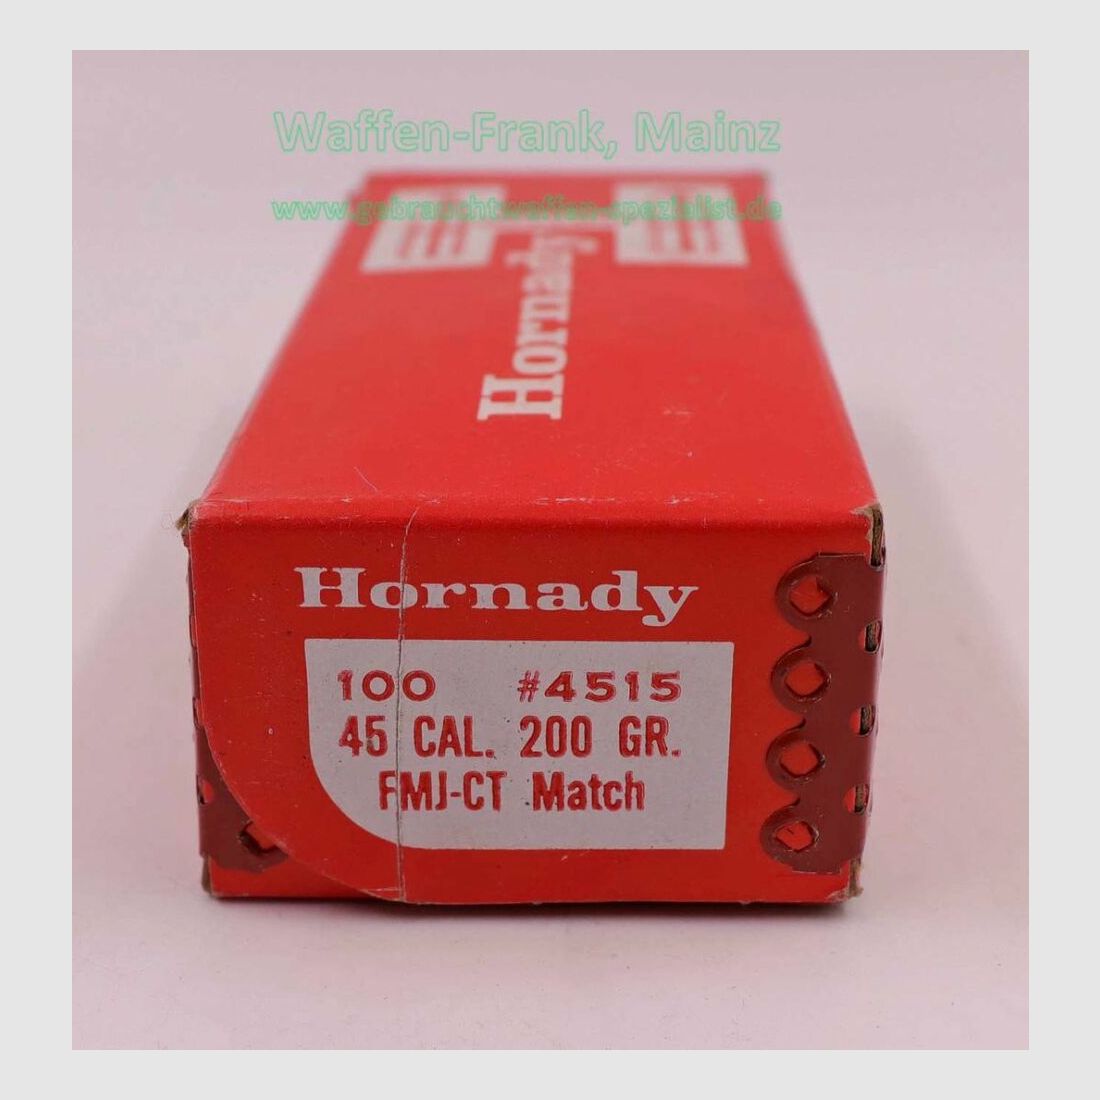 Waffen-Frank, Mainz
www.gebrauchtwaffen-spezialist.de
Hornady
Hornady
100 #4515
45 CAL. 200 GR.
FMJ-CT Match